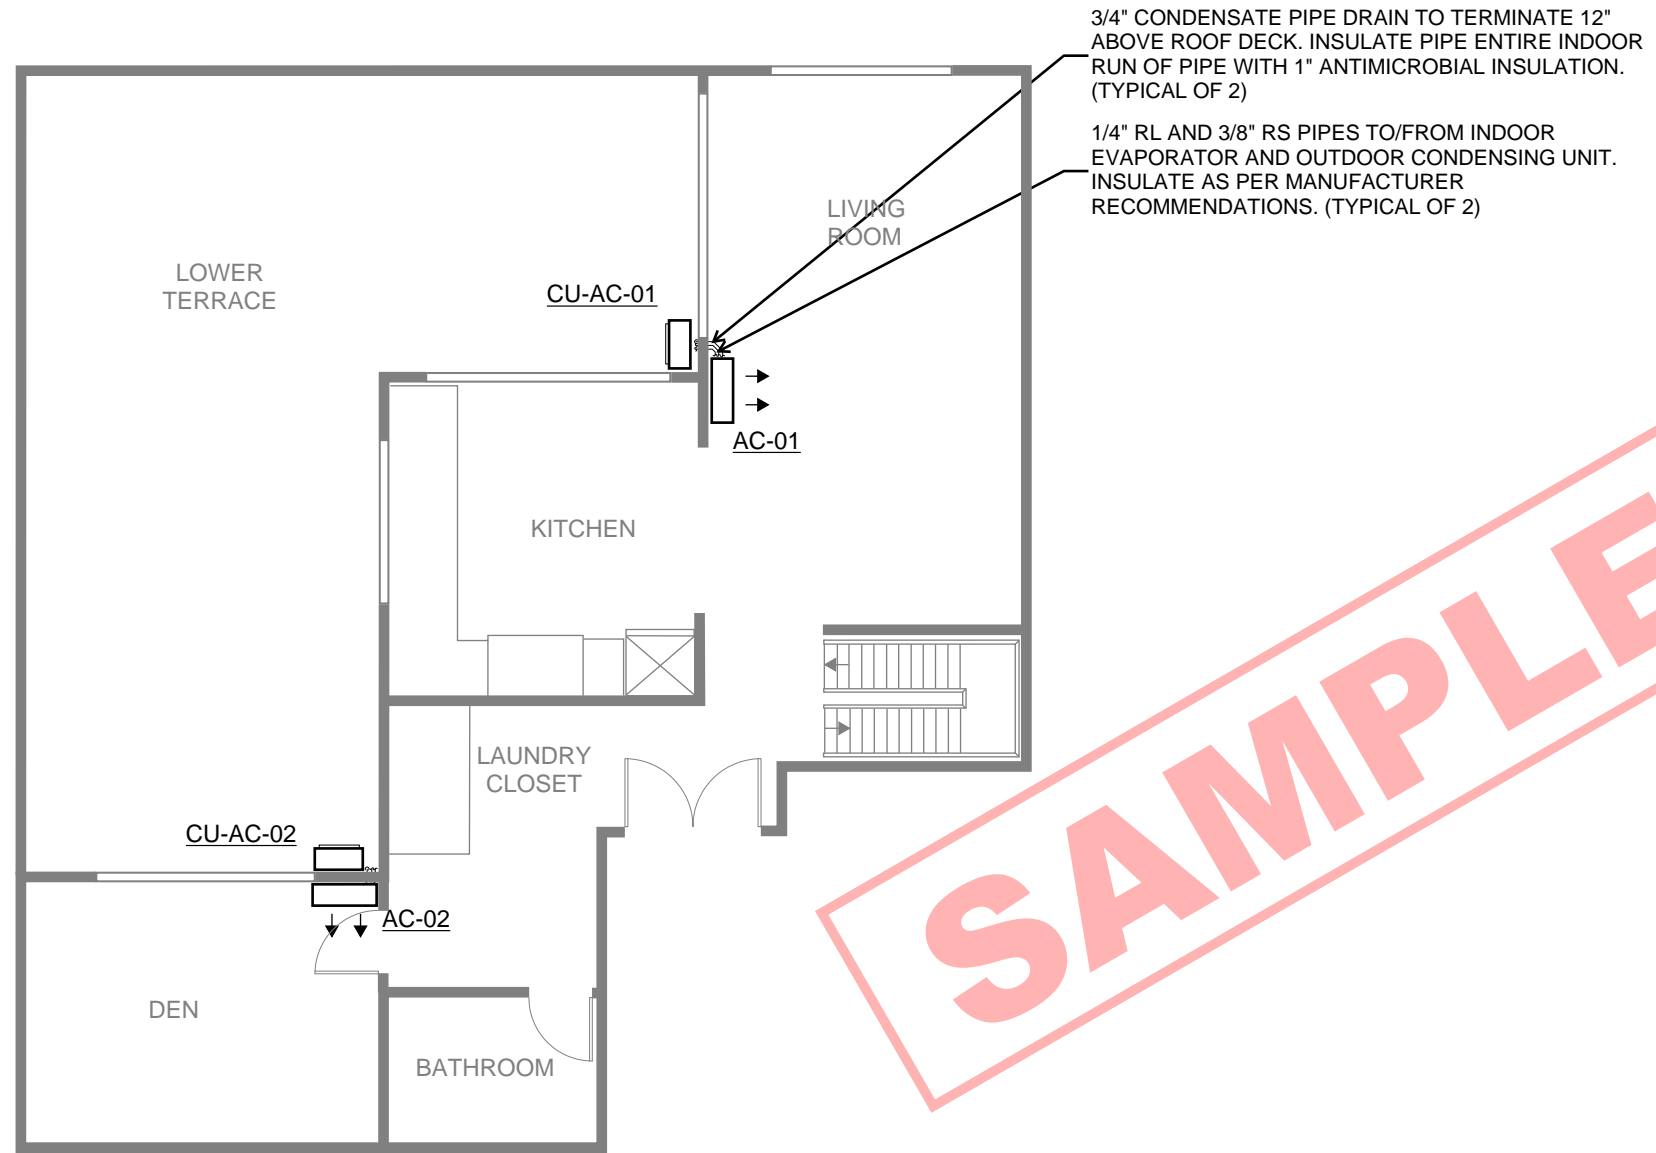 3/4" CONDENSATE PIPE DRAIN TO TERMINATE 12"
ABOVE ROOF DECK. INSULATE PIPE ENTIRE INDOOR
RUN OF PIPE WITH 1" ANTIMICROBIAL INSULATION.
(TYPICAL OF 2)
1/4" RL AND 3/8" RS PIPES TO/FROM INDOOR
EVAPORATOR AND OUTDOOR CONDENSING UNIT.
INSULATE AS PER MANUFACTURER
RECOMMENDATIONS. (TYPICAL OF 2)
LIVING
ROOM
LOWER
TERRACE
CU-AC-01
AC-01
KITCHEN
LAUNDRY
CLOSET
CU-AC-02
AC-02
DEN
BATHROOM
SAMPLE